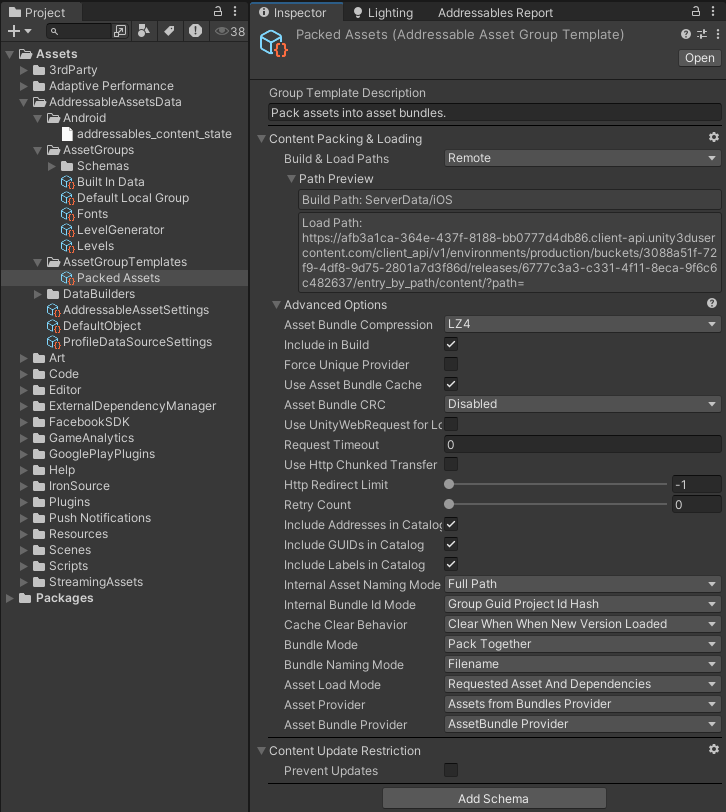 Project
38
Assets
3rdParty
Adaptive Performance
AddressableAssetsData
Android
addressables_content_state
AssetGroups
Schemas
Built In Data
Default Local Group
Fonts
LevelGenerator
Levels
AssetGroupTemplates
Packed Assets
DataBuilders
AddressableAssetSettings
DefaultObject
ProfileDataSourceSettings
Art
Code
Editor
ExternalDependencyManager
FacebookSDK
GameAnalytics
GooglePlayPlugins
Help
IronSource
Plugins
Push Notifications
Resources
Scenes
Scripts
StreamingAssets
Packages
Inspector Lighting Addressables Report
Packed Assets (Addressable Asset Group Template)
Open
Group Template Description
Pack assets into asset bundles.
Content Packing & Loading
Build & Load Paths Remote
Path Preview
Build Path: ServerData/iOS
Load Path:
https://afb3a1ca-364e-437f-8188-bb0777d4db86.client-api.unity3duser
content.com/client_api/v1/environments/production/buckets/3088a51f-72
f9-4df8-9d75-2801a7d3f86d/releases/6777c3a3-c331-4f11-8eca-9f6c6
c482637/entry_by_path/content/?path=
Advanced Options
Asset Bundle Compression LZ4
Include in Build
Force Unique Provider
Use Asset Bundle Cache
Asset Bundle CRC Disabled
Use UnityWebRequest for Lo
Request Timeout 0
Use Http Chunked Transfer
Http Redirect Limit -1
Retry Count 0
Include Addresses in Catalog
Include GUIDs in Catalog
Include Labels in Catalog
Internal Asset Naming Mode Full Path
Internal Bundle Id Mode Group Guid Project Id Hash
Cache Clear Behavior Clear When When New Version Loaded
Bundle Mode Pack Together
Bundle Naming Mode Filename
Asset Load Mode Requested Asset And Dependencies
Asset Provider Assets from Bundles Provider
Asset Bundle Provider AssetBundle Provider
Content Update Restriction
Prevent Updates
Add Schema